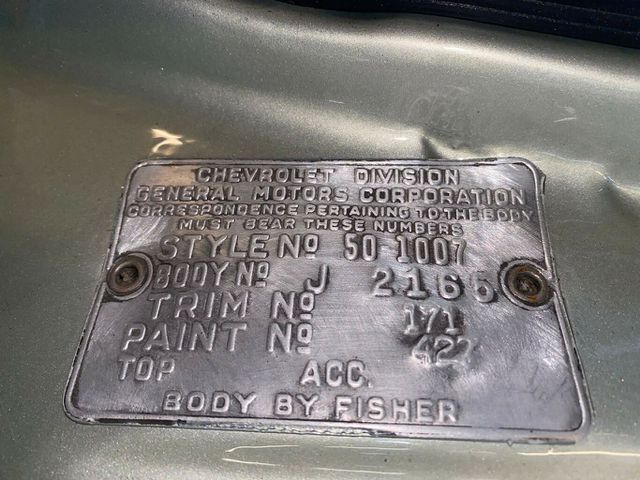 CHEVROLET DIVISION
GENERAL MOTORS CORPORATION
CORRESPONDENCE PERTAINING TO THE BODY
MUST BEAR THESE NUMBERS
STYLE Nº 50 1007
BODY Nº J 2166
TRIM Nº 171
PAINT Nº
TOP ACC.
BODY BY FISHER